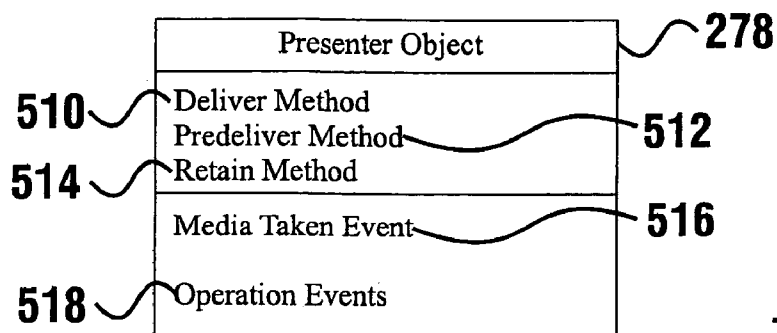 Presenter Object 278
510 Deliver Method
Predeliver Method 512
514 Retain Method
Media Taken Event 516
518 Operation Events